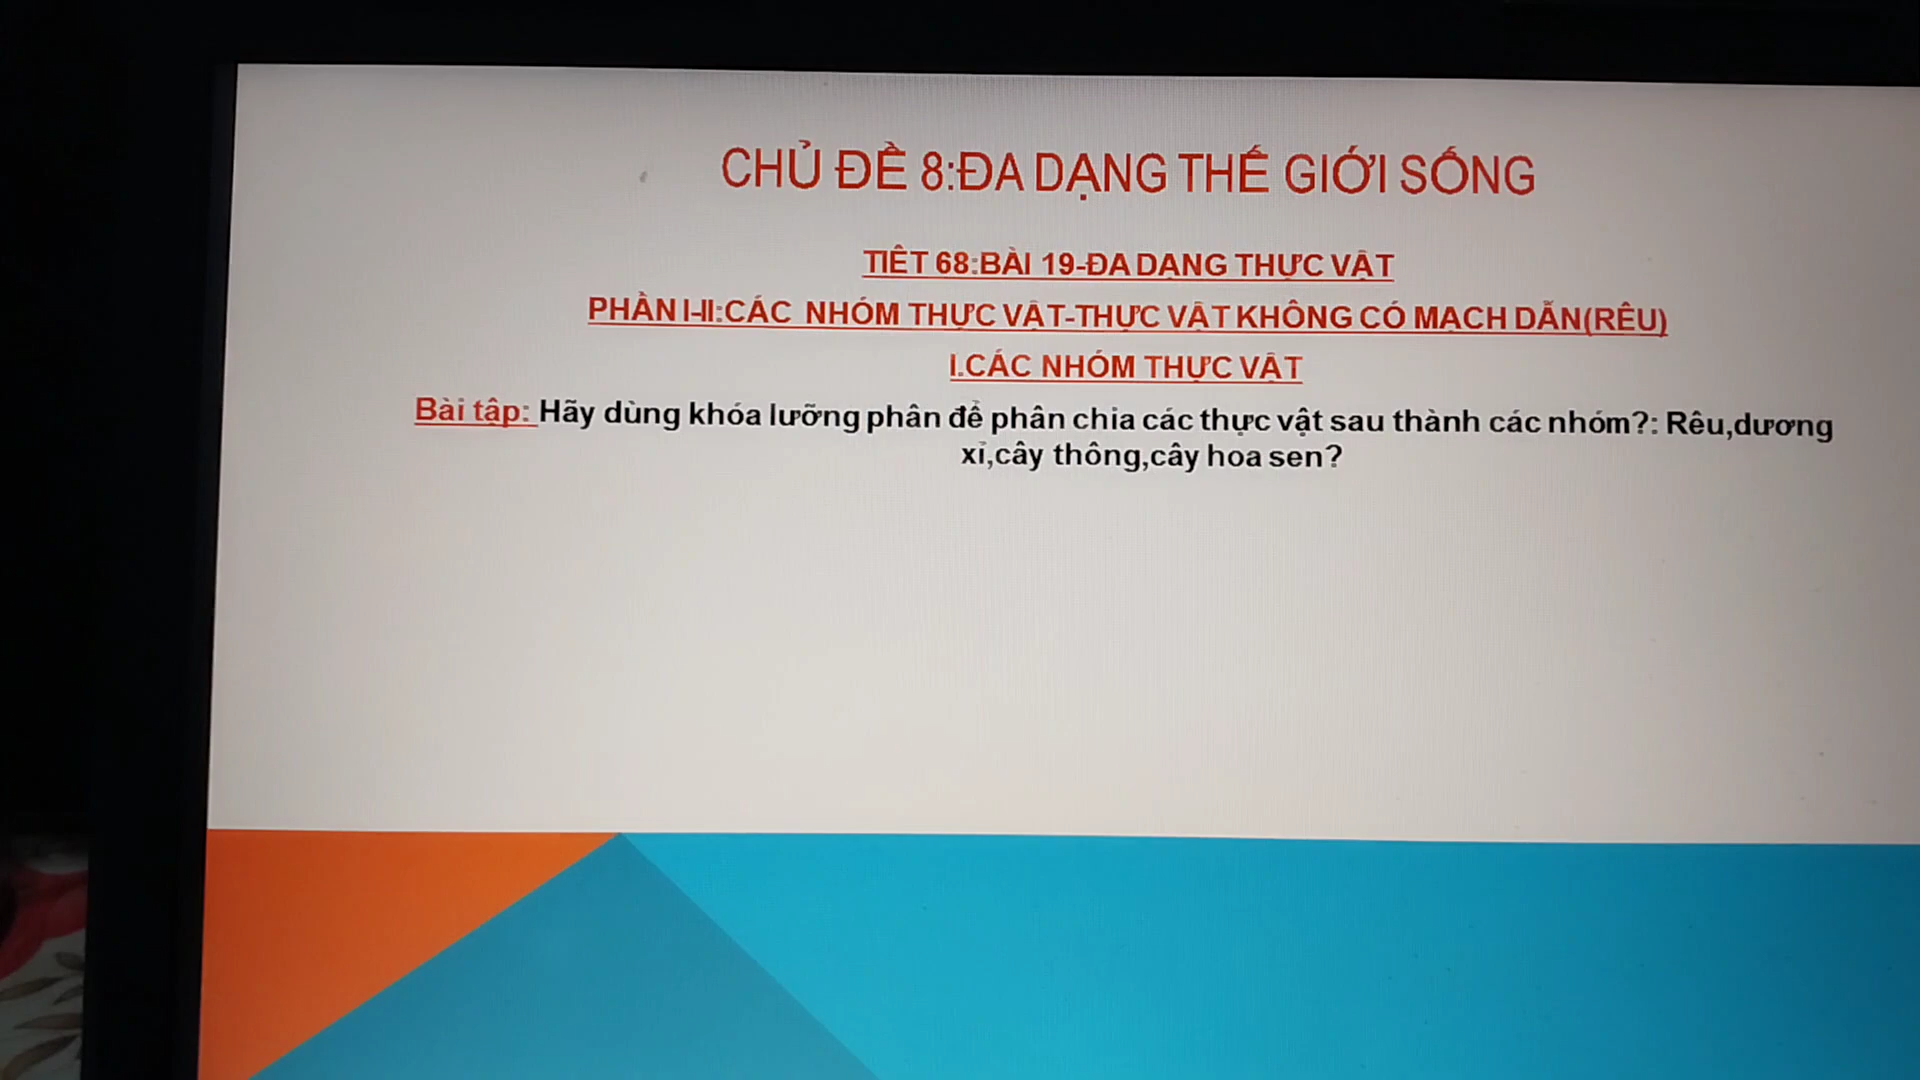 CHỦ ĐỀ 8:ĐA DẠNG THẾ GIỚI SỐNG
TIẾT 68:BÀI 19-ĐA DẠNG THỰC VẬT
PHẦN I-II:CÁC NHÓM THỰC VẬT-THỰC VẬT KHÔNG CÓ MẠCH DẪN(RÊU)
I.CÁC NHÓM THỰC VẬT
Bài tập: Hãy dùng khóa lưỡng phân để phân chia các thực vật sau thành các nhóm?: Rêu,dương
xỉ,cây thông,cây hoa sen?